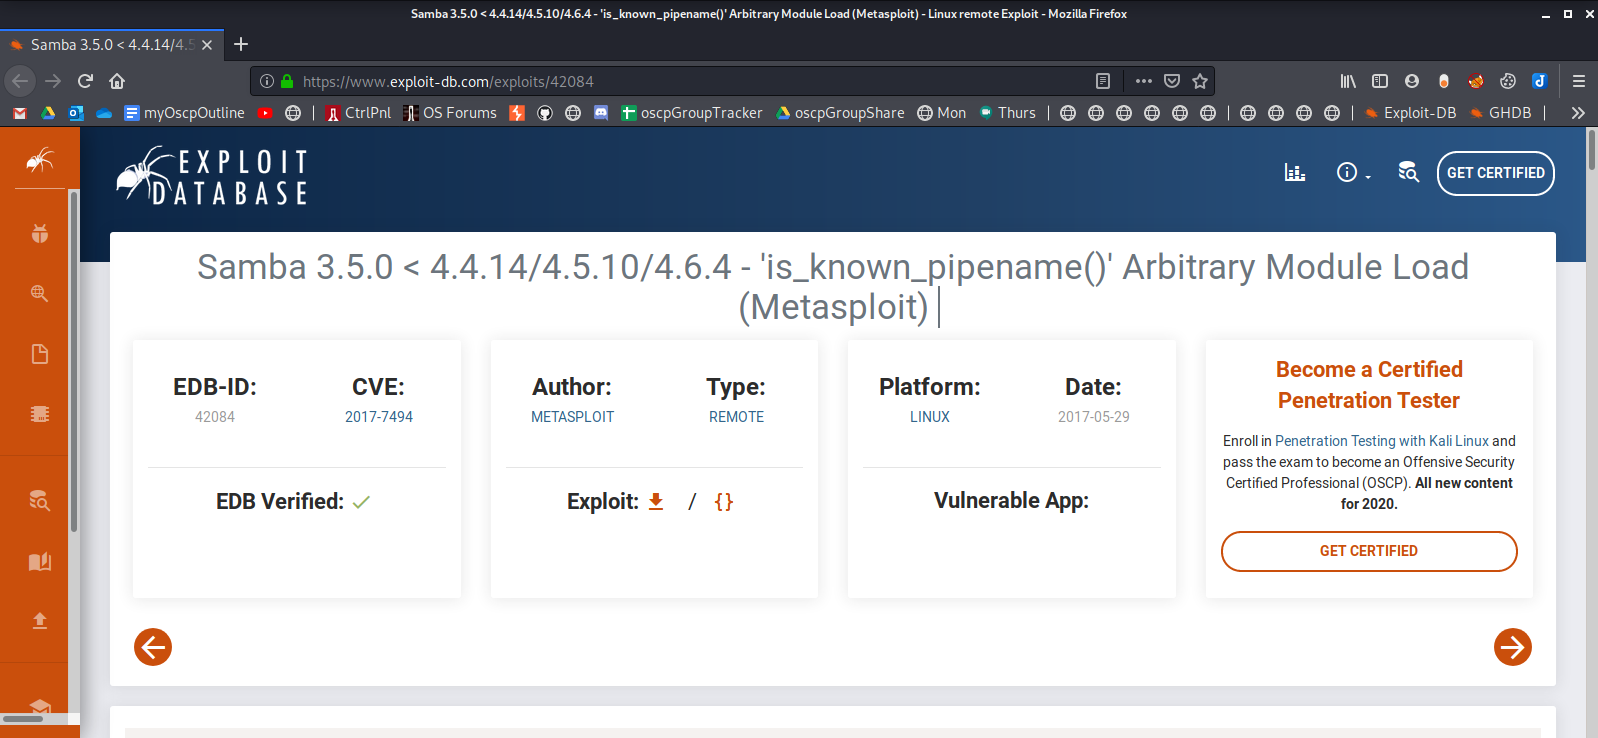 Samba 3.5.0 < 4.4.14/4.5.10/4.6.4 - 'is_known_pipename()' Arbitrary Module Load (Metasploit) - Linux remote Exploit - Mozilla Firefox
Samba 3.5.0 < 4.4.14/4.5
https://www.exploit-db.com/exploits/42084
myOscpOutline CtrlPnl OS Forums oscpGroupTracker oscpGroupShare Mon Thurs Exploit-DB GHDB
EXPLOIT
DATABASE
GET CERTIFIED
Samba 3.5.0 < 4.4.14/4.5.10/4.6.4 - 'is_known_pipename()' Arbitrary Module Load
(Metasploit)
EDB-ID:
42084
CVE:
2017-7494
EDB Verified:
Author:
METASPLOIT
Type:
REMOTE
Exploit: / {}
Platform:
LINUX
Date:
2017-05-29
Vulnerable App:
Become a Certified
Penetration Tester
Enroll in Penetration Testing with Kali Linux and
pass the exam to become an Offensive Security
Certified Professional (OSCP). All new content
for 2020.
GET CERTIFIED